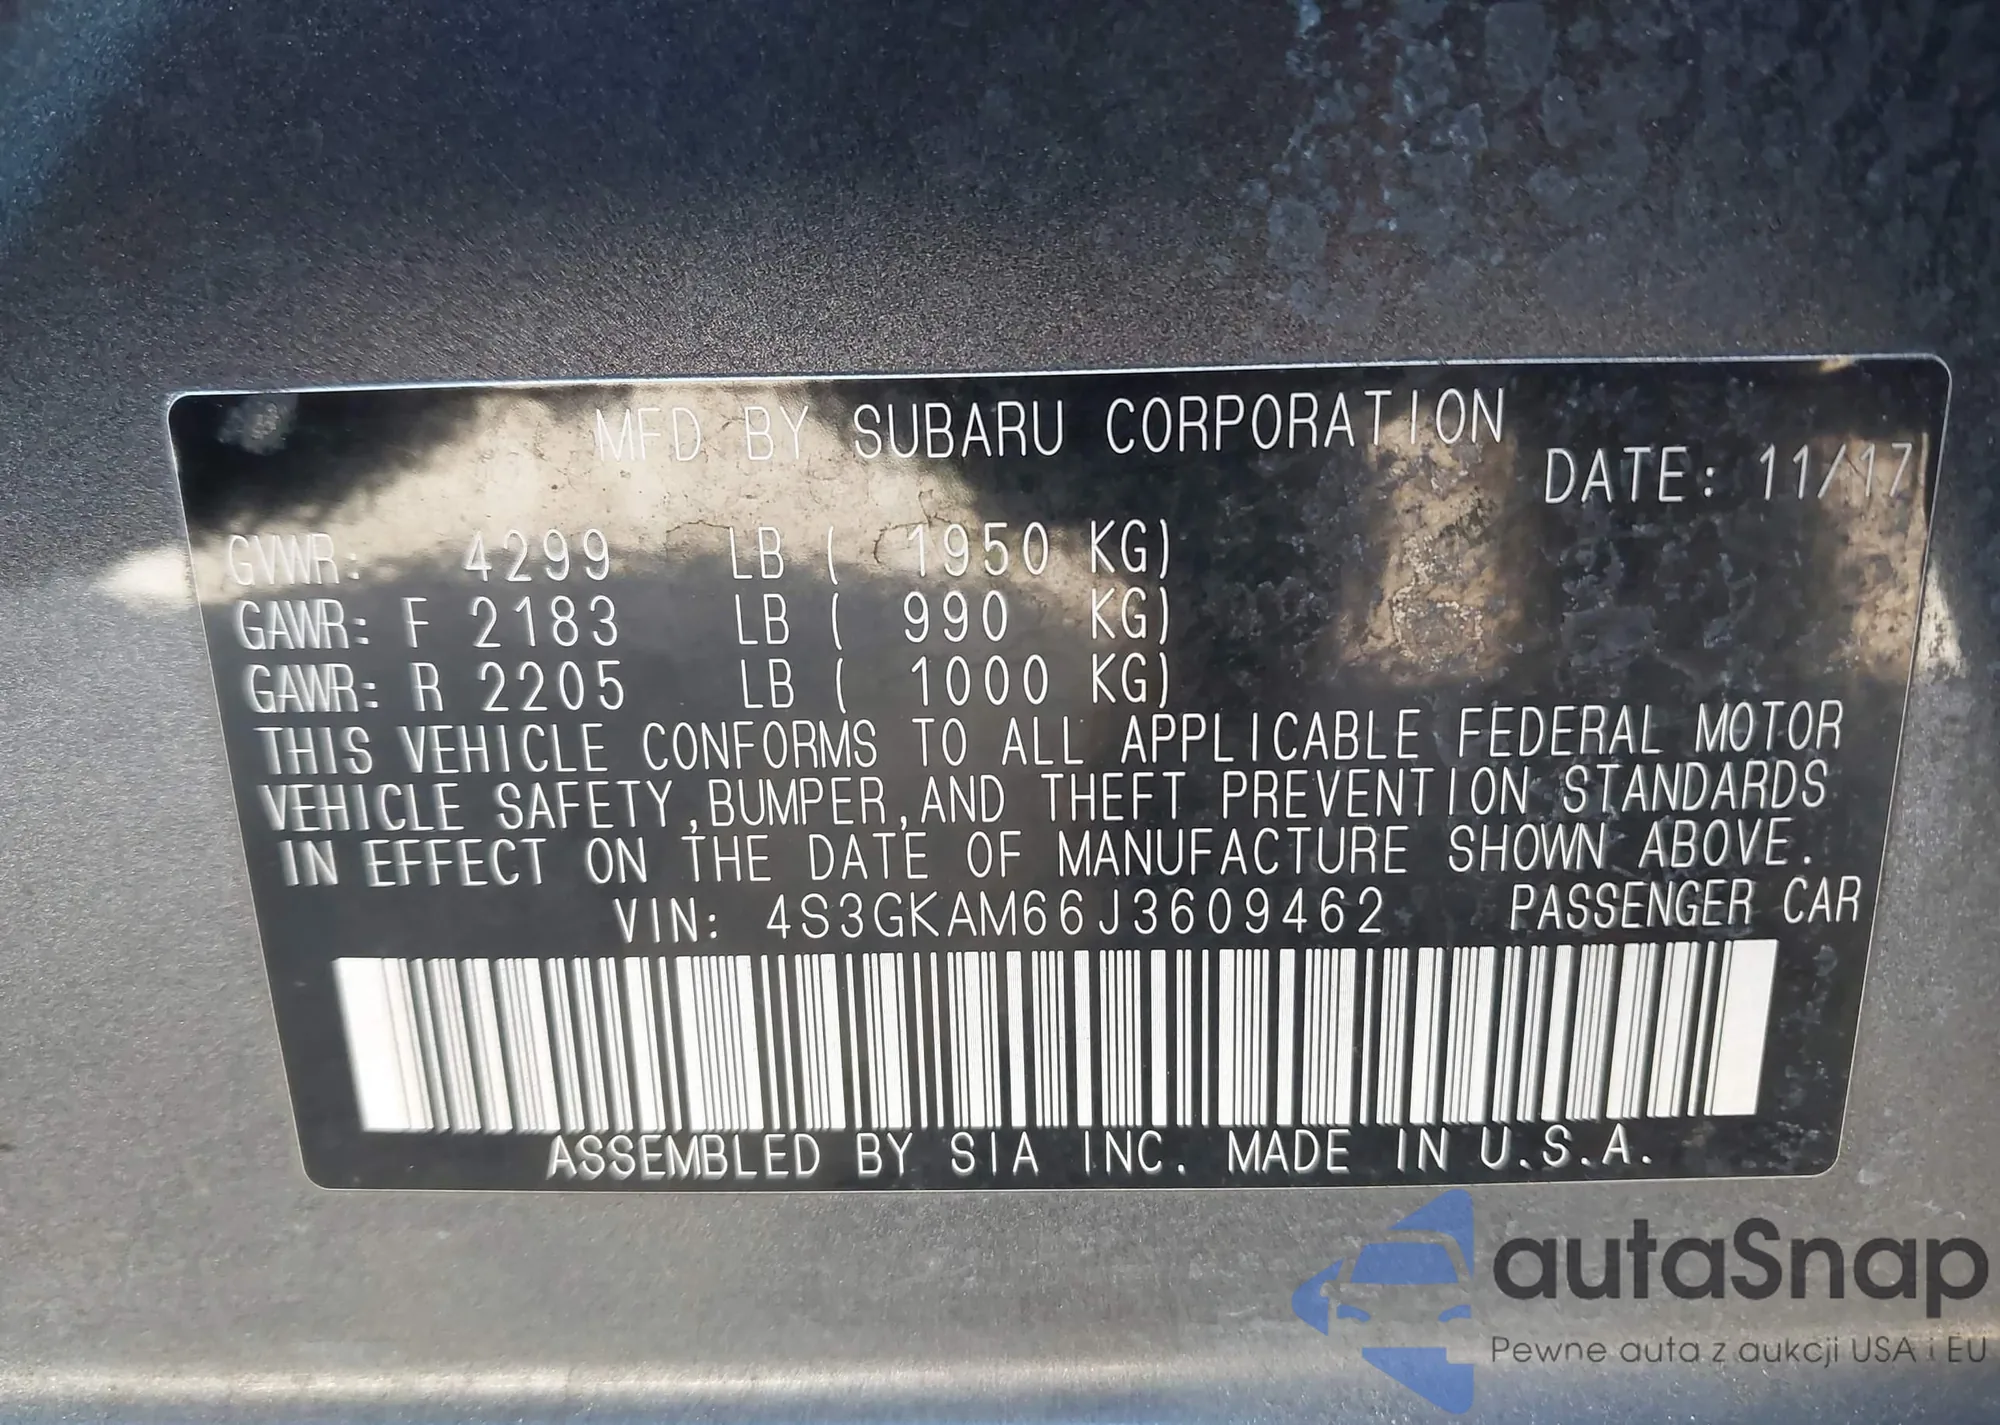 MFD BY SUBARU CORPORATION
DATE: 11/17
GVWR: 4299 LB ( 1950 KG)
GAWR: F 2183 LB ( 990 KG)
GAWR: R 2205 LB ( 1000 KG)
THIS VEHICLE CONFORMS TO ALL APPLICABLE FEDERAL MOTOR
VEHICLE SAFETY,BUMPER,AND THEFT PREVENTION STANDARDS
IN EFFECT ON THE DATE OF MANUFACTURE SHOWN ABOVE.
VIN: 4S3GKAM66J3609462 PASSENGER CAR
ASSEMBLED BY SIA INC. MADE IN U.S.A.
autaSnap
Pewne auta z aukcji USA i EU